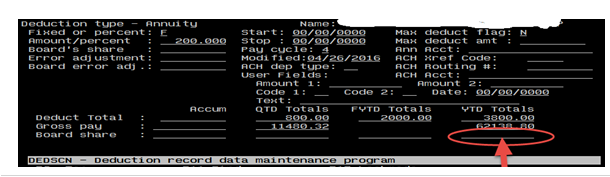 Deduction type - Annuity Name:
Fixed or percent: F Start: 00/00/0000 Max deduct flag: N
Amount/percent : 200.000 Stop : 00/00/0000 Max deduct amt :
Board's share : Pay cycle: 4 Ann Acct:
Error adjustment: Modified:04/26/2016 ACH Xref Code:
Board error adj.: ACH dep type: ACH Routing #:
User Fields: ACH Acct:
Amount 1: Amount 2:
Code 1: Code 2: Date: 00/00/0000
Text:
Accum QTD Totals FYTD Totals YTD Totals
Deduct Total : 800.00 2000.00 3800.00
Gross pay : 11480.32 62138.80
Board share :
DEDSCN - Deduction record data maintenance program